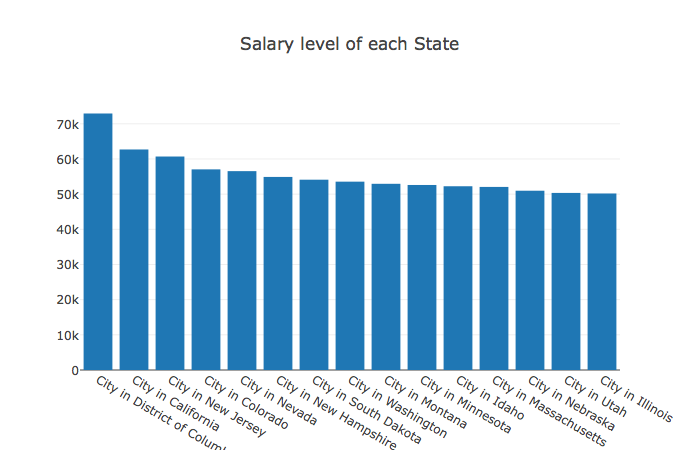 Salary level of each State
70k
60k
50k
40k
30k
20k
10k
0
City in District of Colum
City in California
City in New Jersey
City in Colorado
City in Nevada
City in New Hampshire
City in South Dakota
City in Washington
City in Montana
City in Minnesota
City in Idaho
City in Massachusetts
City in Nebraska
City in Utah
City in Illinois